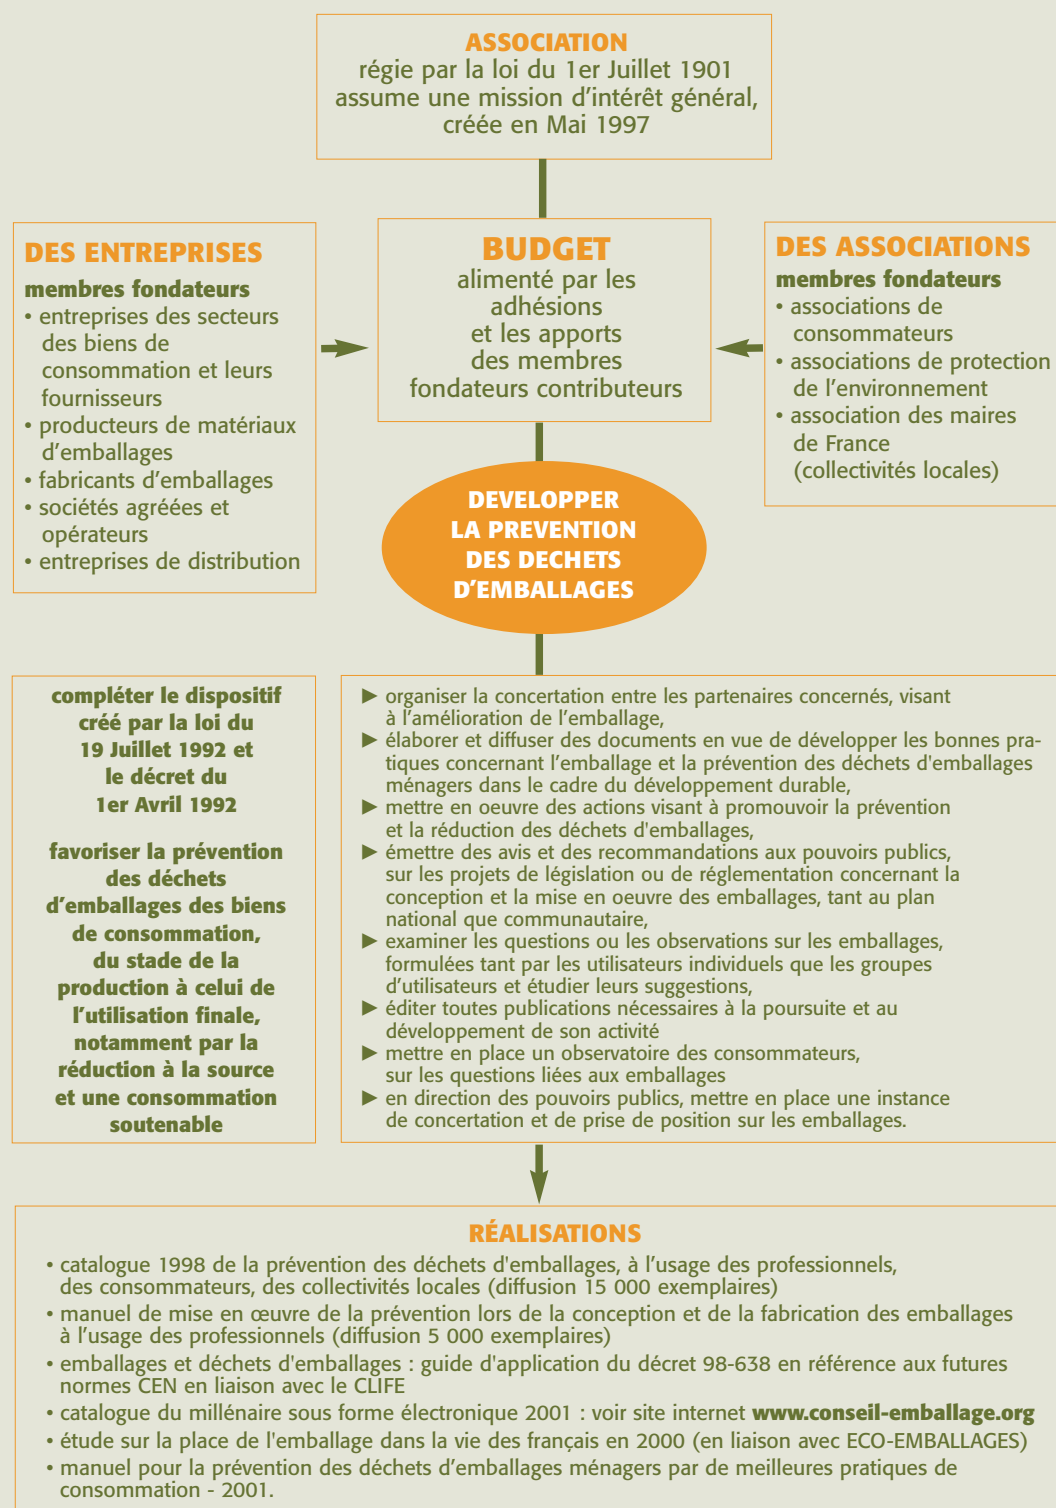 ASSOCIATION
régie par la loi du 1er Juillet 1901
assume une mission d'intérêt général,
créée en Mai 1997
DES ENTREPRISES
membres fondateurs
• entreprises des secteurs
des biens de
consommation et leurs
fournisseurs
• producteurs de matériaux
d'emballages
• fabricants d'emballages
• sociétés agréées et
opérateurs
• entreprises de distribution
BUDGET
alimenté par les
adhésions
et les apports
des membres
fondateurs contributeurs
DES ASSOCIATIONS
membres fondateurs
• associations de
consommateurs
• associations de protection
de l'environnement
• association des maires
de France
(collectivités locales)
DEVELOPPER
LA PREVENTION
DES DECHETS
D'EMBALLAGES
compléter le dispositif
créé par la loi du
19 Juillet 1992 et
le décret du
1er Avril 1992
favoriser la prévention
des déchets
d'emballages des biens
de consommation,
du stade de la
production à celui de
l'utilisation finale,
notamment par la
réduction à la source
et une consommation
soutenable
► organiser la concertation entre les partenaires concernés, visant
à l'amélioration de l'emballage,
► élaborer et diffuser des documents en vue de développer les bonnes pra-
tiques concernant l'emballage et la prévention des déchets d'emballages
ménagers dans le cadre du développement durable,
► mettre en oeuvre des actions visant à promouvoir la prévention
et la réduction des déchets d'emballages,
► émettre des avis et des recommandations aux pouvoirs publics,
sur les projets de législation ou de réglementation concernant la
conception et la mise en oeuvre des emballages, tant au plan
national que communautaire,
► examiner les questions ou les observations sur les emballages,
formulées tant par les utilisateurs individuels que les groupes
d'utilisateurs et étudier leurs suggestions,
► éditer toutes publications nécessaires à la poursuite et au
développement de son activité
► mettre en place un observatoire des consommateurs,
sur les questions liées aux emballages
► en direction des pouvoirs publics, mettre en place une instance
de concertation et de prise de position sur les emballages.
RÉALISATIONS
• catalogue 1998 de la prévention des déchets d'emballages, à l'usage des professionnels,
des consommateurs, des collectivités locales (diffusion 15 000 exemplaires)
• manuel de mise en œuvre de la prévention lors de la conception et de la fabrication des emballages
à l'usage des professionnels (diffusion 5 000 exemplaires)
• emballages et déchets d'emballages : guide d'application du décret 98-638 en référence aux futures
normes CEN en liaison avec le CLIFE
• catalogue du millénaire sous forme électronique 2001 : voir site internet www.conseil-emballage.org
• étude sur la place de l'emballage dans la vie des français en 2000 (en liaison avec ECO-EMBALLAGES)
• manuel pour la prévention des déchets d'emballages ménagers par de meilleures pratiques de
consommation - 2001.